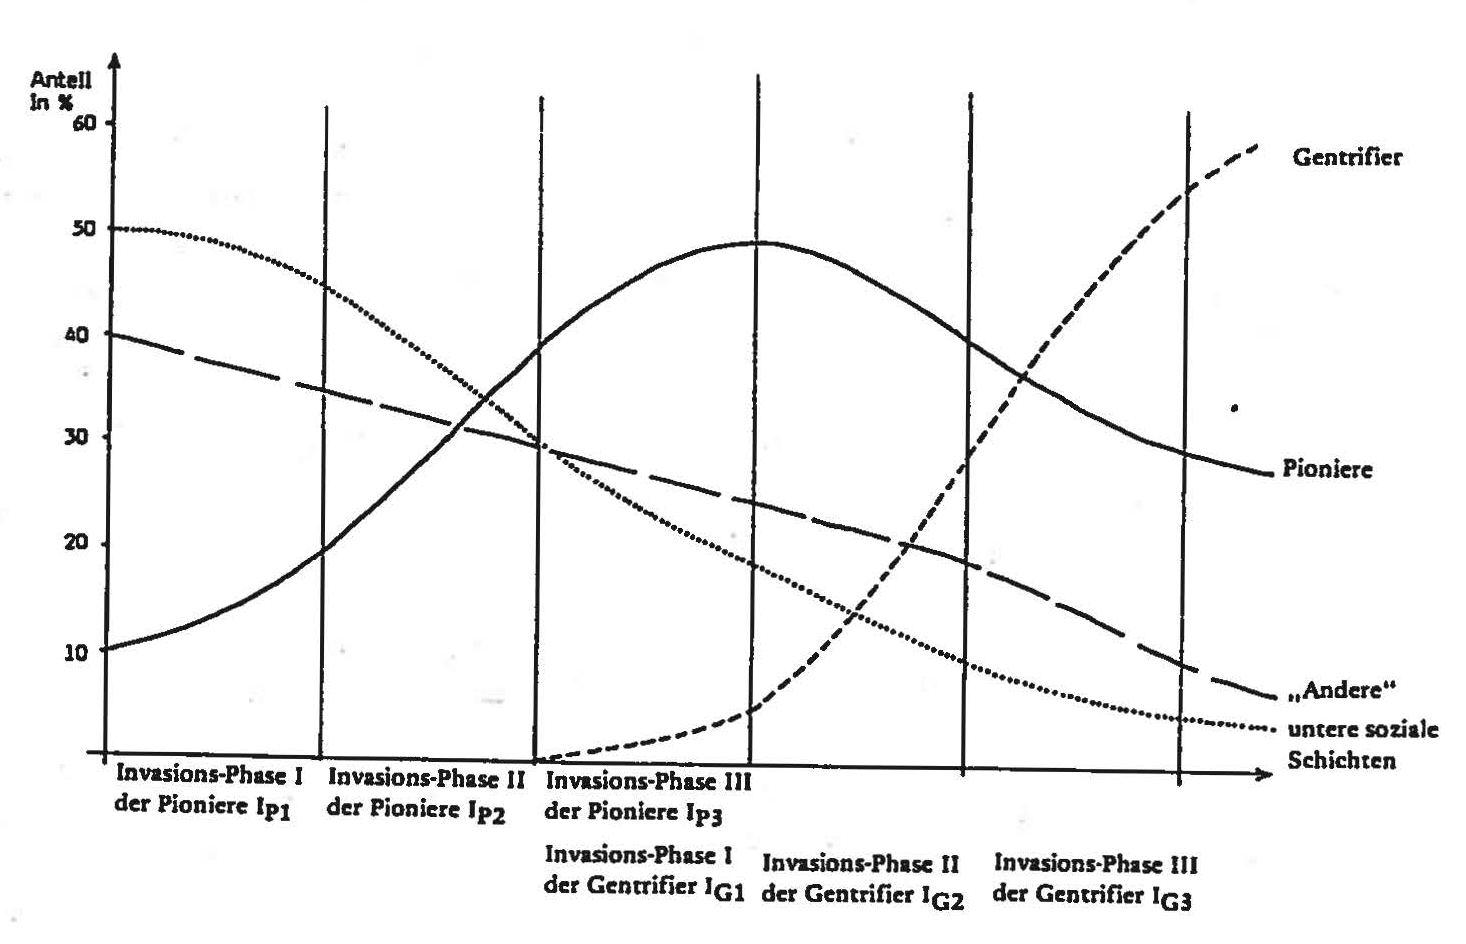 Anteil
in %
60
50
40
30
20
10
Gentrifier
Pioniere
„Andere“
untere soziale
Schichten
Invasions-Phase I
der Pioniere IP1
Invasions-Phase II
der Pioniere IP2
Invasions-Phase III
der Pioniere IP3
Invasions-Phase I
der Gentrifier IG1
Invasions-Phase II
der Gentrifier IG2
Invasions-Phase III
der Gentrifier IG3